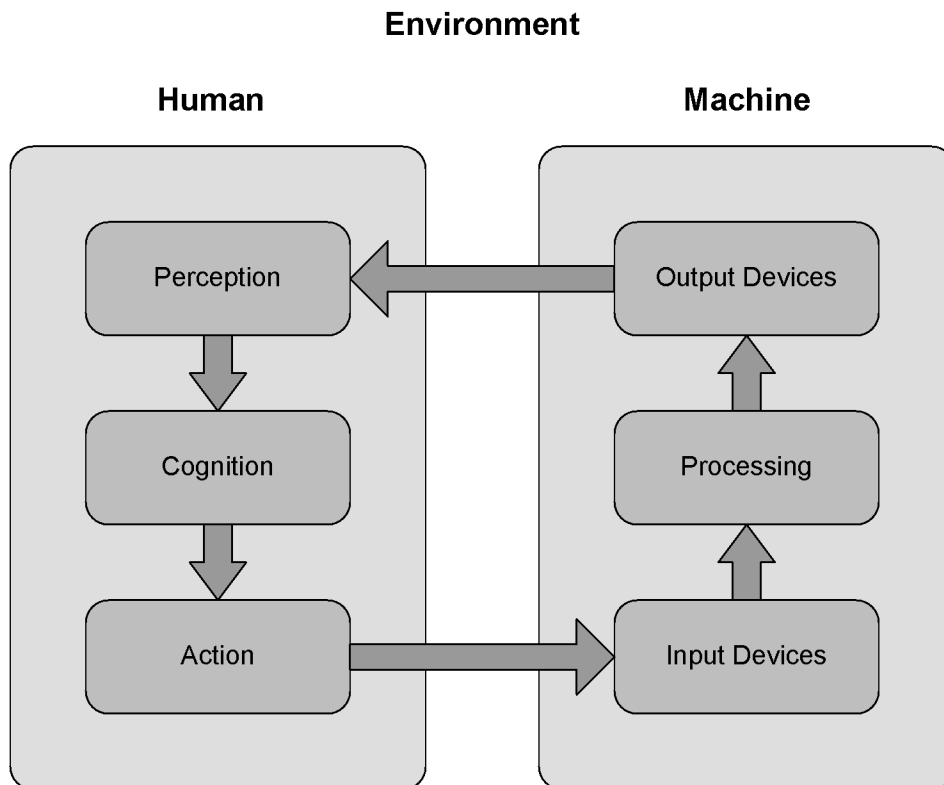 Environment
Human
Machine
Perception
Output Devices
Cognition
Processing
Action
Input Devices